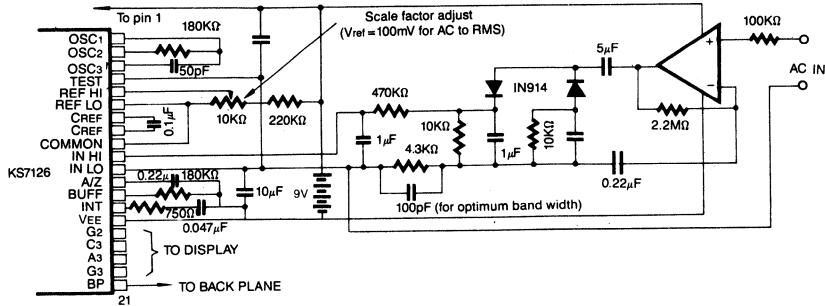 To pin 1
180KΩ
Scale factor adjust
(Vref = 100mV for AC to RMS)
100KΩ
OSC1
OSC2
OSC3
50pF
5μF
+
−
AC IN
TEST
REF HI
REF LO
IN914
470KΩ
CREF
CREF
0.1μF
10KΩ
220KΩ
2.2MΩ
COMMON
1μF
10KΩ
1μF
10KΩ
IN HI
IN LO
4.3KΩ
KS7126
A/Z
0.22μ
180KΩ
10μF
9V
0.22μF
BUFF
INT
750Ω
100pF (for optimum band width)
VEE
0.047μF
G2
C3
A3
G3
TO DISPLAY
BP
TO BACK PLANE
21